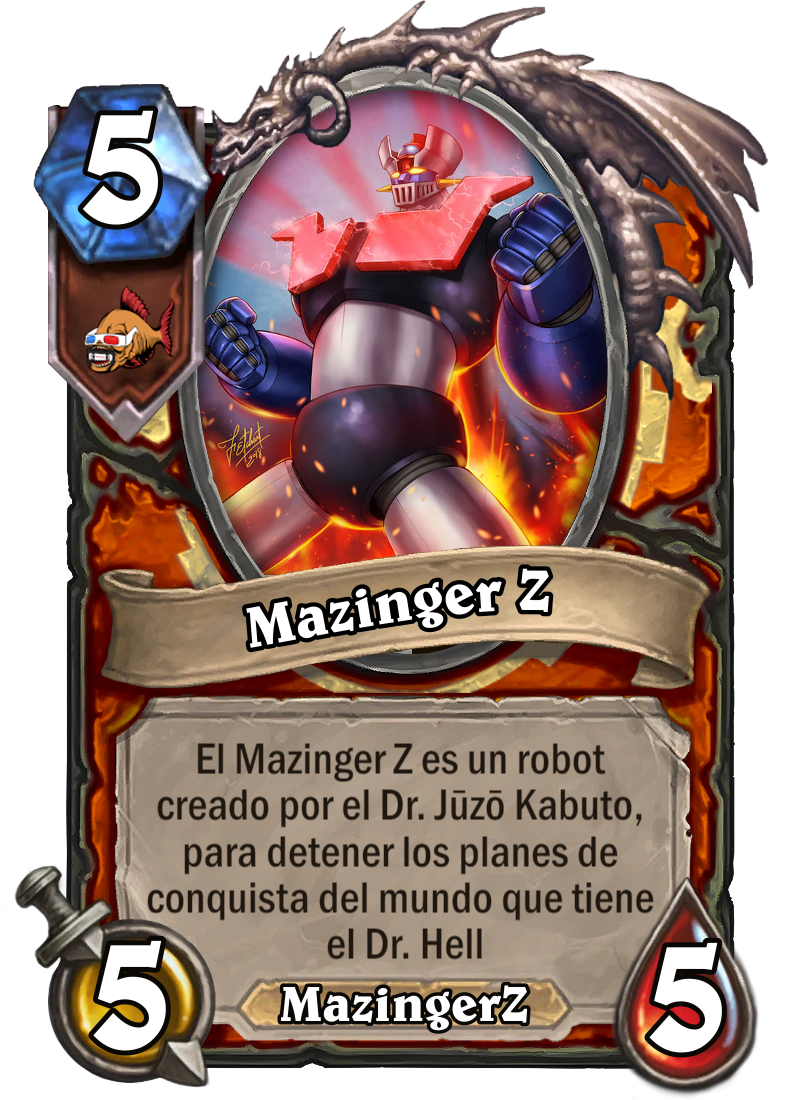 5
Mazinger Z
El Mazinger Z es un robot
creado por el Dr. Jūzō Kabuto,
para detener los planes de
conquista del mundo que tiene
el Dr. Hell
5
MazingerZ
5